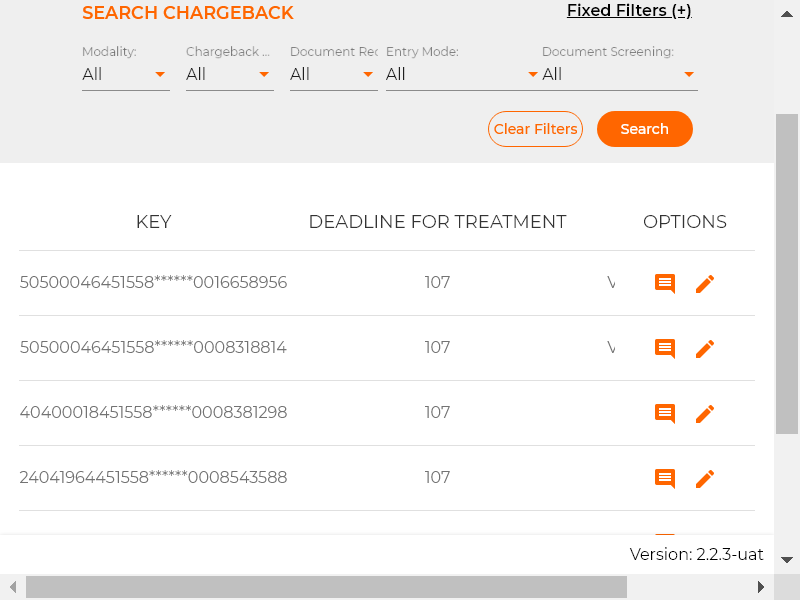 SEARCH CHARGEBACK
Fixed Filters (+)
Modality: Chargeback ... Document Rec Entry Mode: Document Screening:
All All All All All
Clear Filters Search
KEY DEADLINE FOR TREATMENT OPTIONS
50500046451558******0016658956 107
50500046451558******0008318814 107
40400018451558******0008381298 107
24041964451558******0008543588 107
Version: 2.2.3-uat